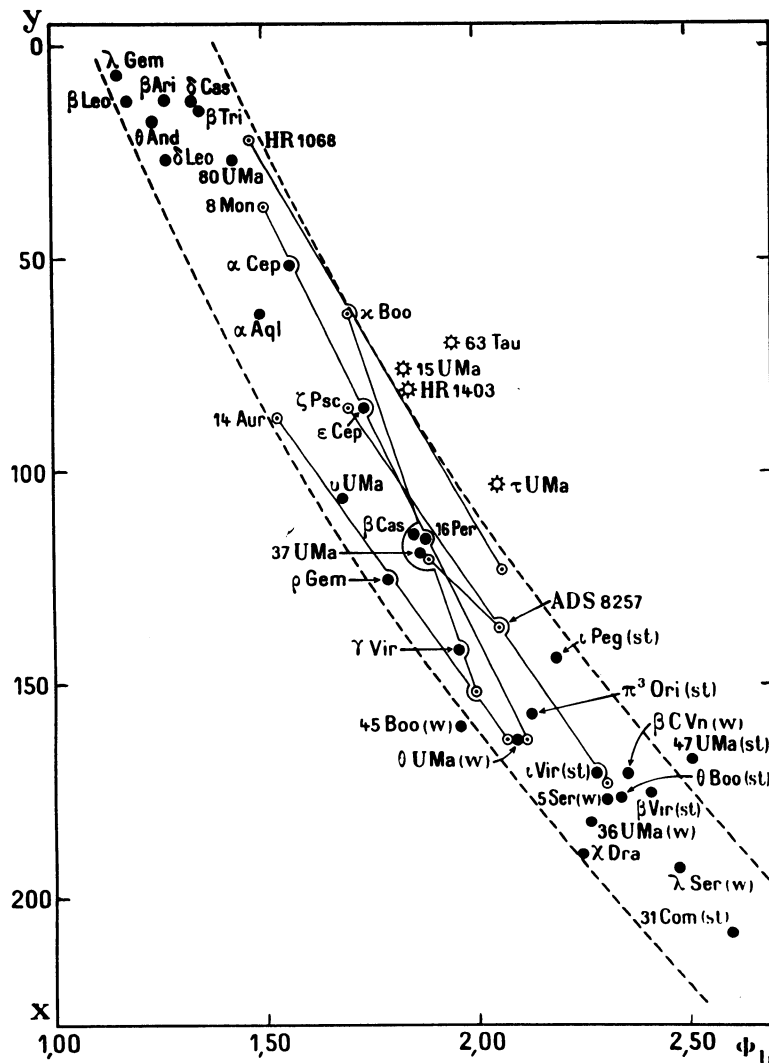 y
0
λ Gem
β Leo
β Ari
δ Cas
β Tri
θ And
HR 1068
δ Leo
80 UMa
8 Mon
50
α Cep
ϰ Boo
α Aql
63 Tau
15 UMa
HR 1403
ζ Psc
14 Aur
ε Cep
100
υ UMa
τ UMa
β Cas
16 Per
37 UMa
ρ Gem
ADS 8257
ι Peg (st)
γ Vir
150
π³ Ori (st)
45 Boo (w)
β C Vn (w)
47 UMa (st)
θ UMa (w)
ι Vir (st)
θ Boo (st)
5 Ser (w)
β Vir (st)
36 UMa (w)
χ Dra
λ Ser (w)
200
31 Com (st)
x
1,00
1,50
2,00
2,50